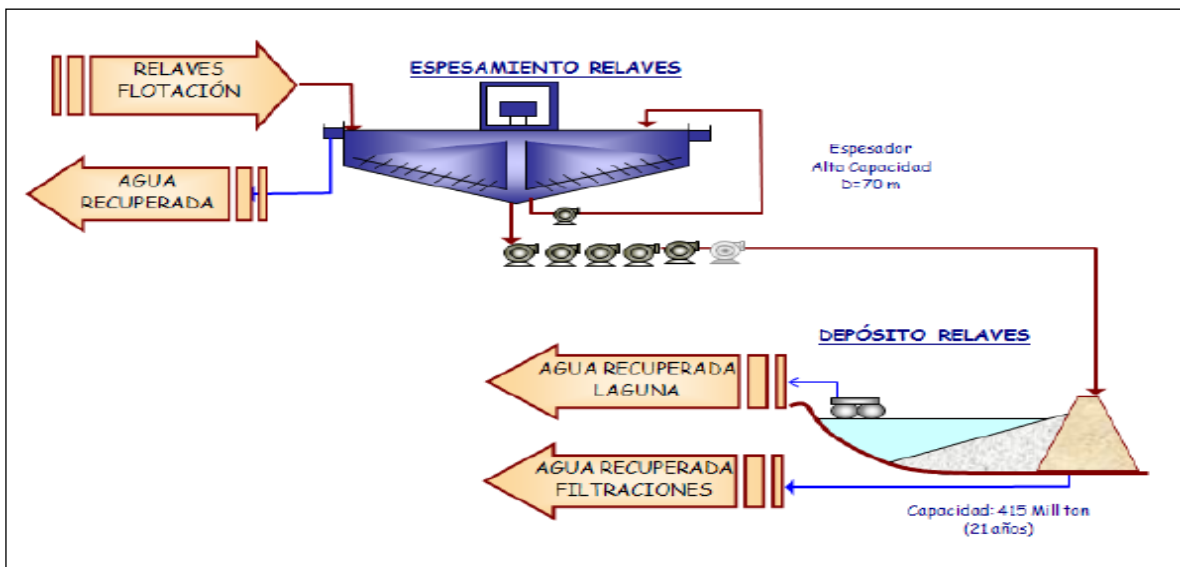 RELAVES
FLOTACIÓN
ESPESAMIENTO RELAVES
AGUA
RECUPERADA
Espesador
Alta Capacidad
D=70 m
DEPÓSITO RELAVES
AGUA RECUPERADA
LAGUNA
AGUA RECUPERADA
FILTRACIONES
Capacidad: 415 Mill ton
(21 años)